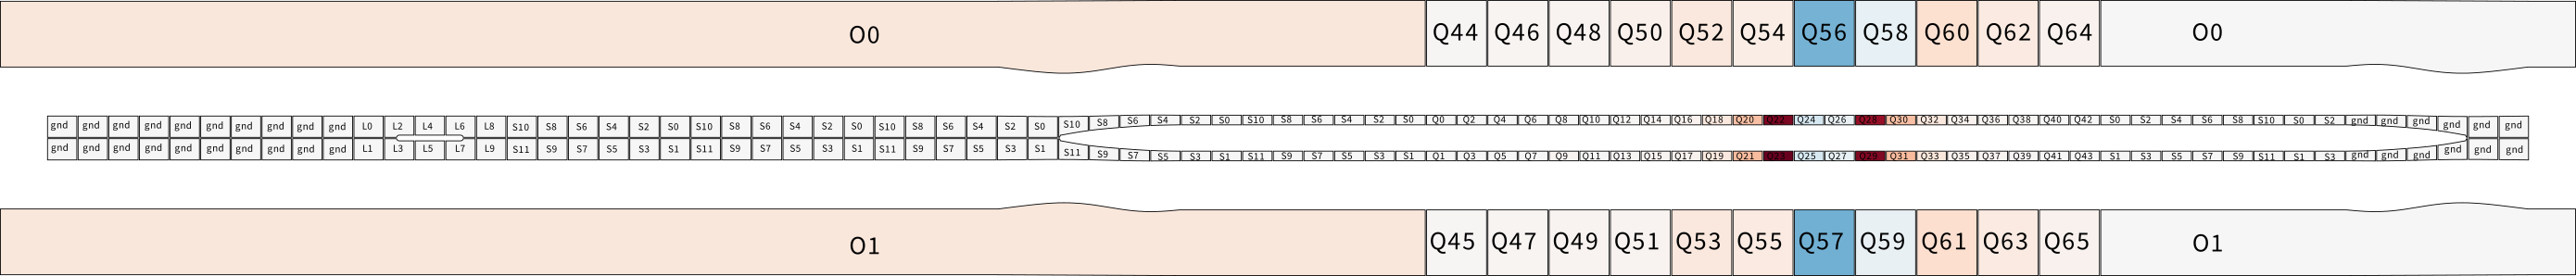 O0 Q44 Q46 Q48 Q50 Q52 Q54 Q56 Q58 Q60 Q62 Q64 O0
gnd gnd gnd gnd gnd gnd gnd gnd gnd gnd L0 L2 L4 L6 L8 S10 S8 S6 S4 S2 S0 S10 S8 S6 S4 S2 S0 S10 S8 S6 S4 S2 S0 S10 S8 S6 S4 S2 S0 S10 S8 S6 S4 S2 S0 Q0 Q2 Q4 Q6 Q8 Q10 Q12 Q14 Q16 Q18 Q20 Q22 Q24 Q26 Q28 Q30 Q32 Q34 Q36 Q38 Q40 Q42 S0 S2 S4 S6 S8 S10 S0 S2 gnd gnd gnd gnd gnd gnd
gnd gnd gnd gnd gnd gnd gnd gnd gnd gnd L1 L3 L5 L7 L9 S11 S9 S7 S5 S3 S1 S11 S9 S7 S5 S3 S1 S11 S9 S7 S5 S3 S1 S11 S9 S7 S5 S3 S1 S11 S9 S7 S5 S3 S1 Q1 Q3 Q5 Q7 Q9 Q11 Q13 Q15 Q17 Q19 Q21 Q23 Q25 Q27 Q29 Q31 Q33 Q35 Q37 Q39 Q41 Q43 S1 S3 S5 S7 S9 S11 S1 S3 gnd gnd gnd gnd gnd gnd
O1 Q45 Q47 Q49 Q51 Q53 Q55 Q57 Q59 Q61 Q63 Q65 O1